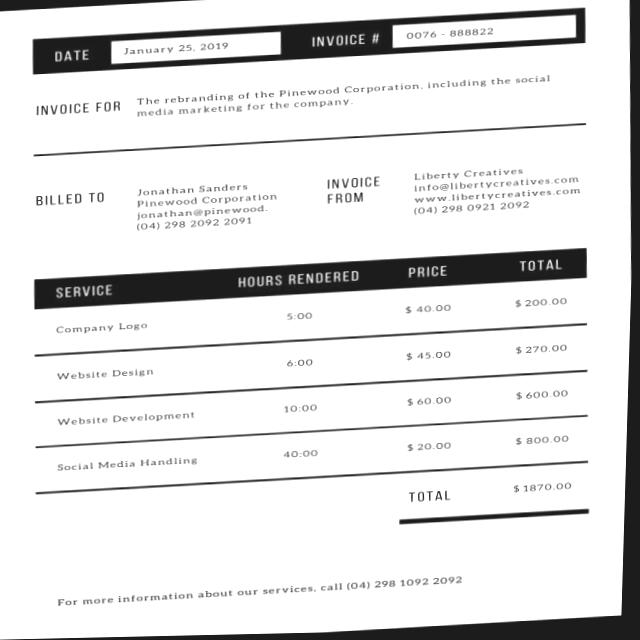 DATE January 25, 2019 INVOICE # 0076 - 888822
INVOICE FOR The rebranding of the Pinewood Corporation, including the social
media marketing for the company.
BILLED TO
Jonathan Sanders
Pinewood Corporation
jonathan@pinewood.
(04) 298 2092 2091
INVOICE
FROM
Liberty Creatives
info@libertycreatives.com
www.libertycreatives.com
(04) 298 0921 2092
SERVICE HOURS RENDERED PRICE TOTAL
Company Logo 5:00 $ 40.00 $ 200.00
Website Design 6:00 $ 45.00 $ 270.00
Website Development 10:00 $ 60.00 $ 600.00
Social Media Handling 40:00 $ 20.00 $ 800.00
TOTAL $ 1870.00
For more information about our services, call (04) 298 1092 2092